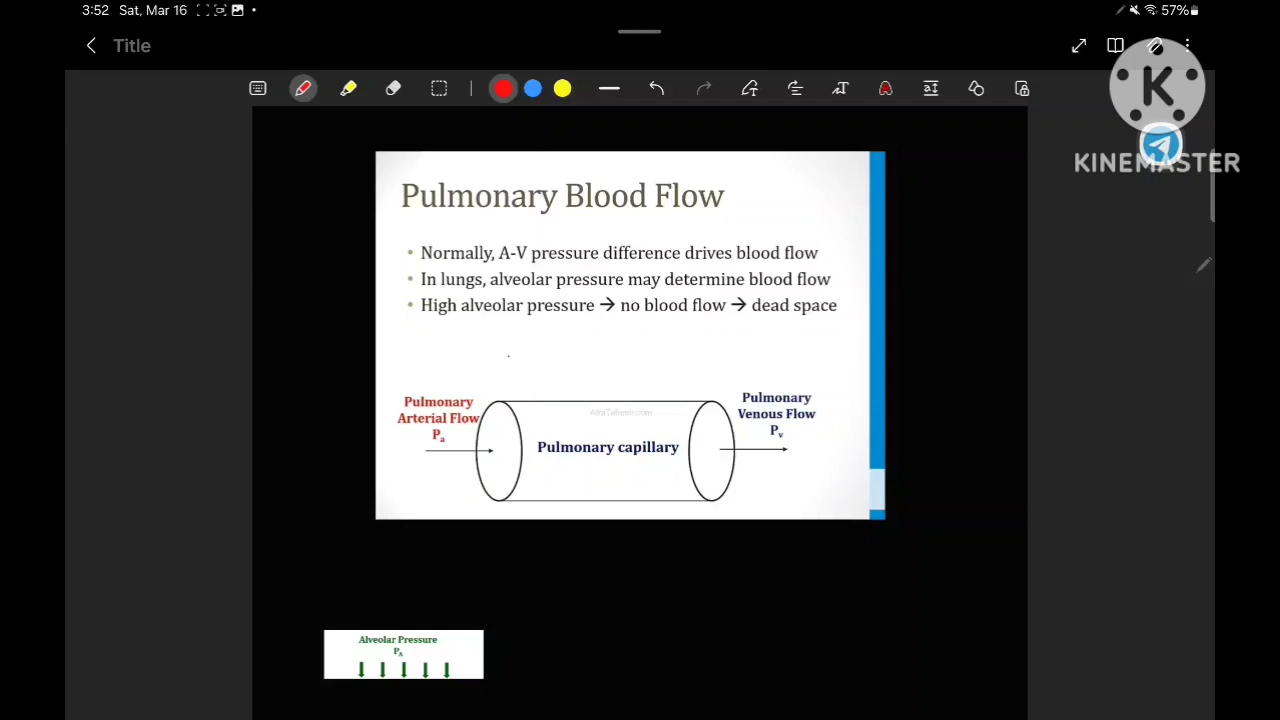 3:52 Sat, Mar 16
57%
Title
KINEMASTER
Pulmonary Blood Flow
• Normally, A-V pressure difference drives blood flow
• In lungs, alveolar pressure may determine blood flow
• High alveolar pressure → no blood flow → dead space
Pulmonary
Arterial Flow
Pa
AfraTafreeh.com
Pulmonary capillary
Pulmonary
Venous Flow
Pv
Alveolar Pressure
PA